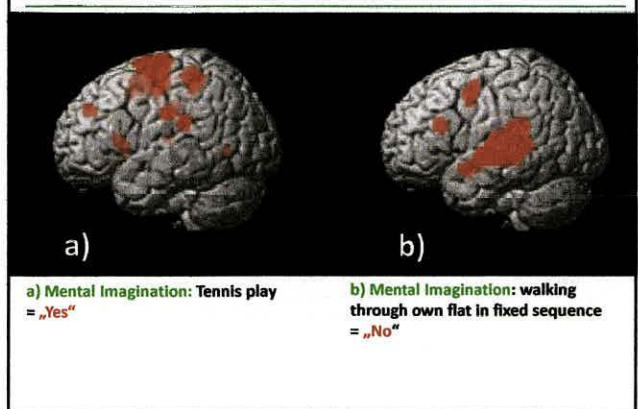 a)
b)
a) Mental Imagination: Tennis play
= „Yes“
b) Mental Imagination: walking
through own flat in fixed sequence
= „No“